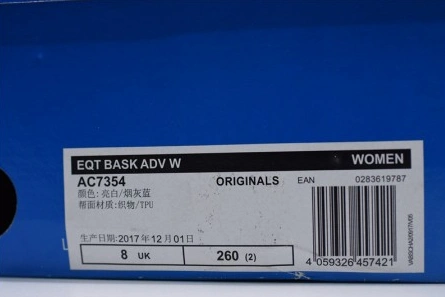 EQT BASK ADV W WOMEN
AC7354 ORIGINALS EAN 0283619787
颜色:亮白/烟灰蓝
帮面材质:织物/TPU
生产日期:2017年12月01日
8 UK 260 (2)
4 059326 457421